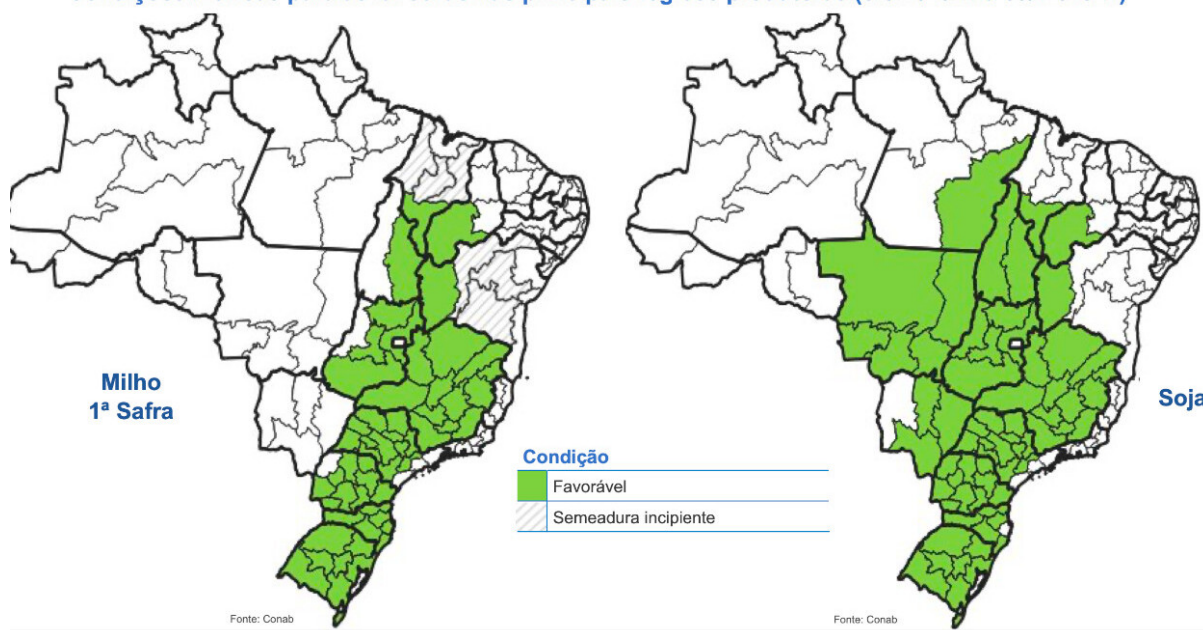 Milho
1ª Safra
Soja
Condição
Favorável
Semeadura incipiente
Fonte: Conab
Fonte: Conab